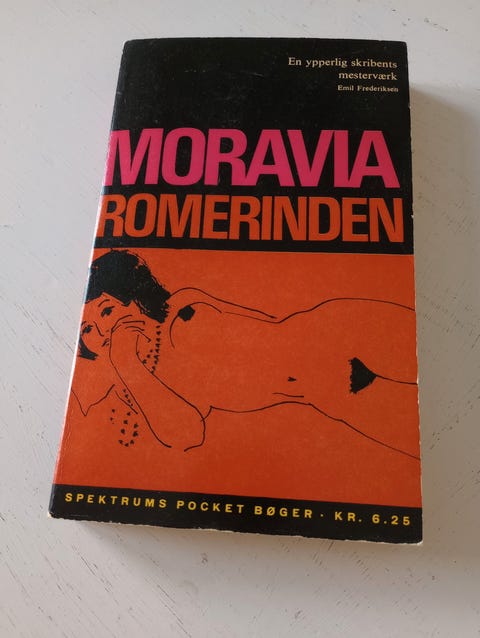 En ypperlig skribents
mesterværk
Emil Frederiksen
MORAVIA
ROMERINDEN
SPEKTRUMS POCKET BØGER · KR. 6.25